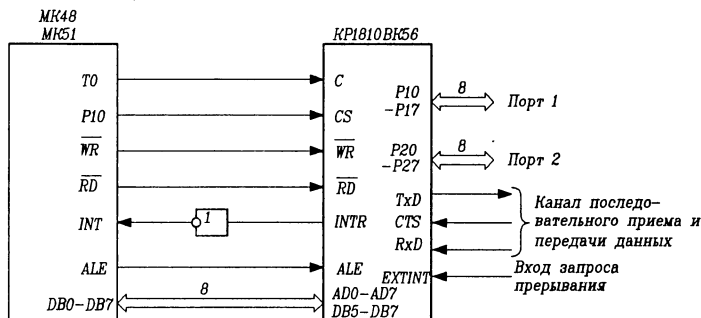 МК48
МК51
КР1810ВК56
T0
C
P10
CS
P10
-P17
8
Порт 1
WR
WR
P20
-P27
8
Порт 2
RD
RD
TxD
Канал последо-
INT
1
INTR
CTS
вательного приема и
RxD
передачи данных
ALE
ALE
EXTINT
Вход запроса
прерывания
DB0-DB7
8
AD0-AD7
DB5-DB7